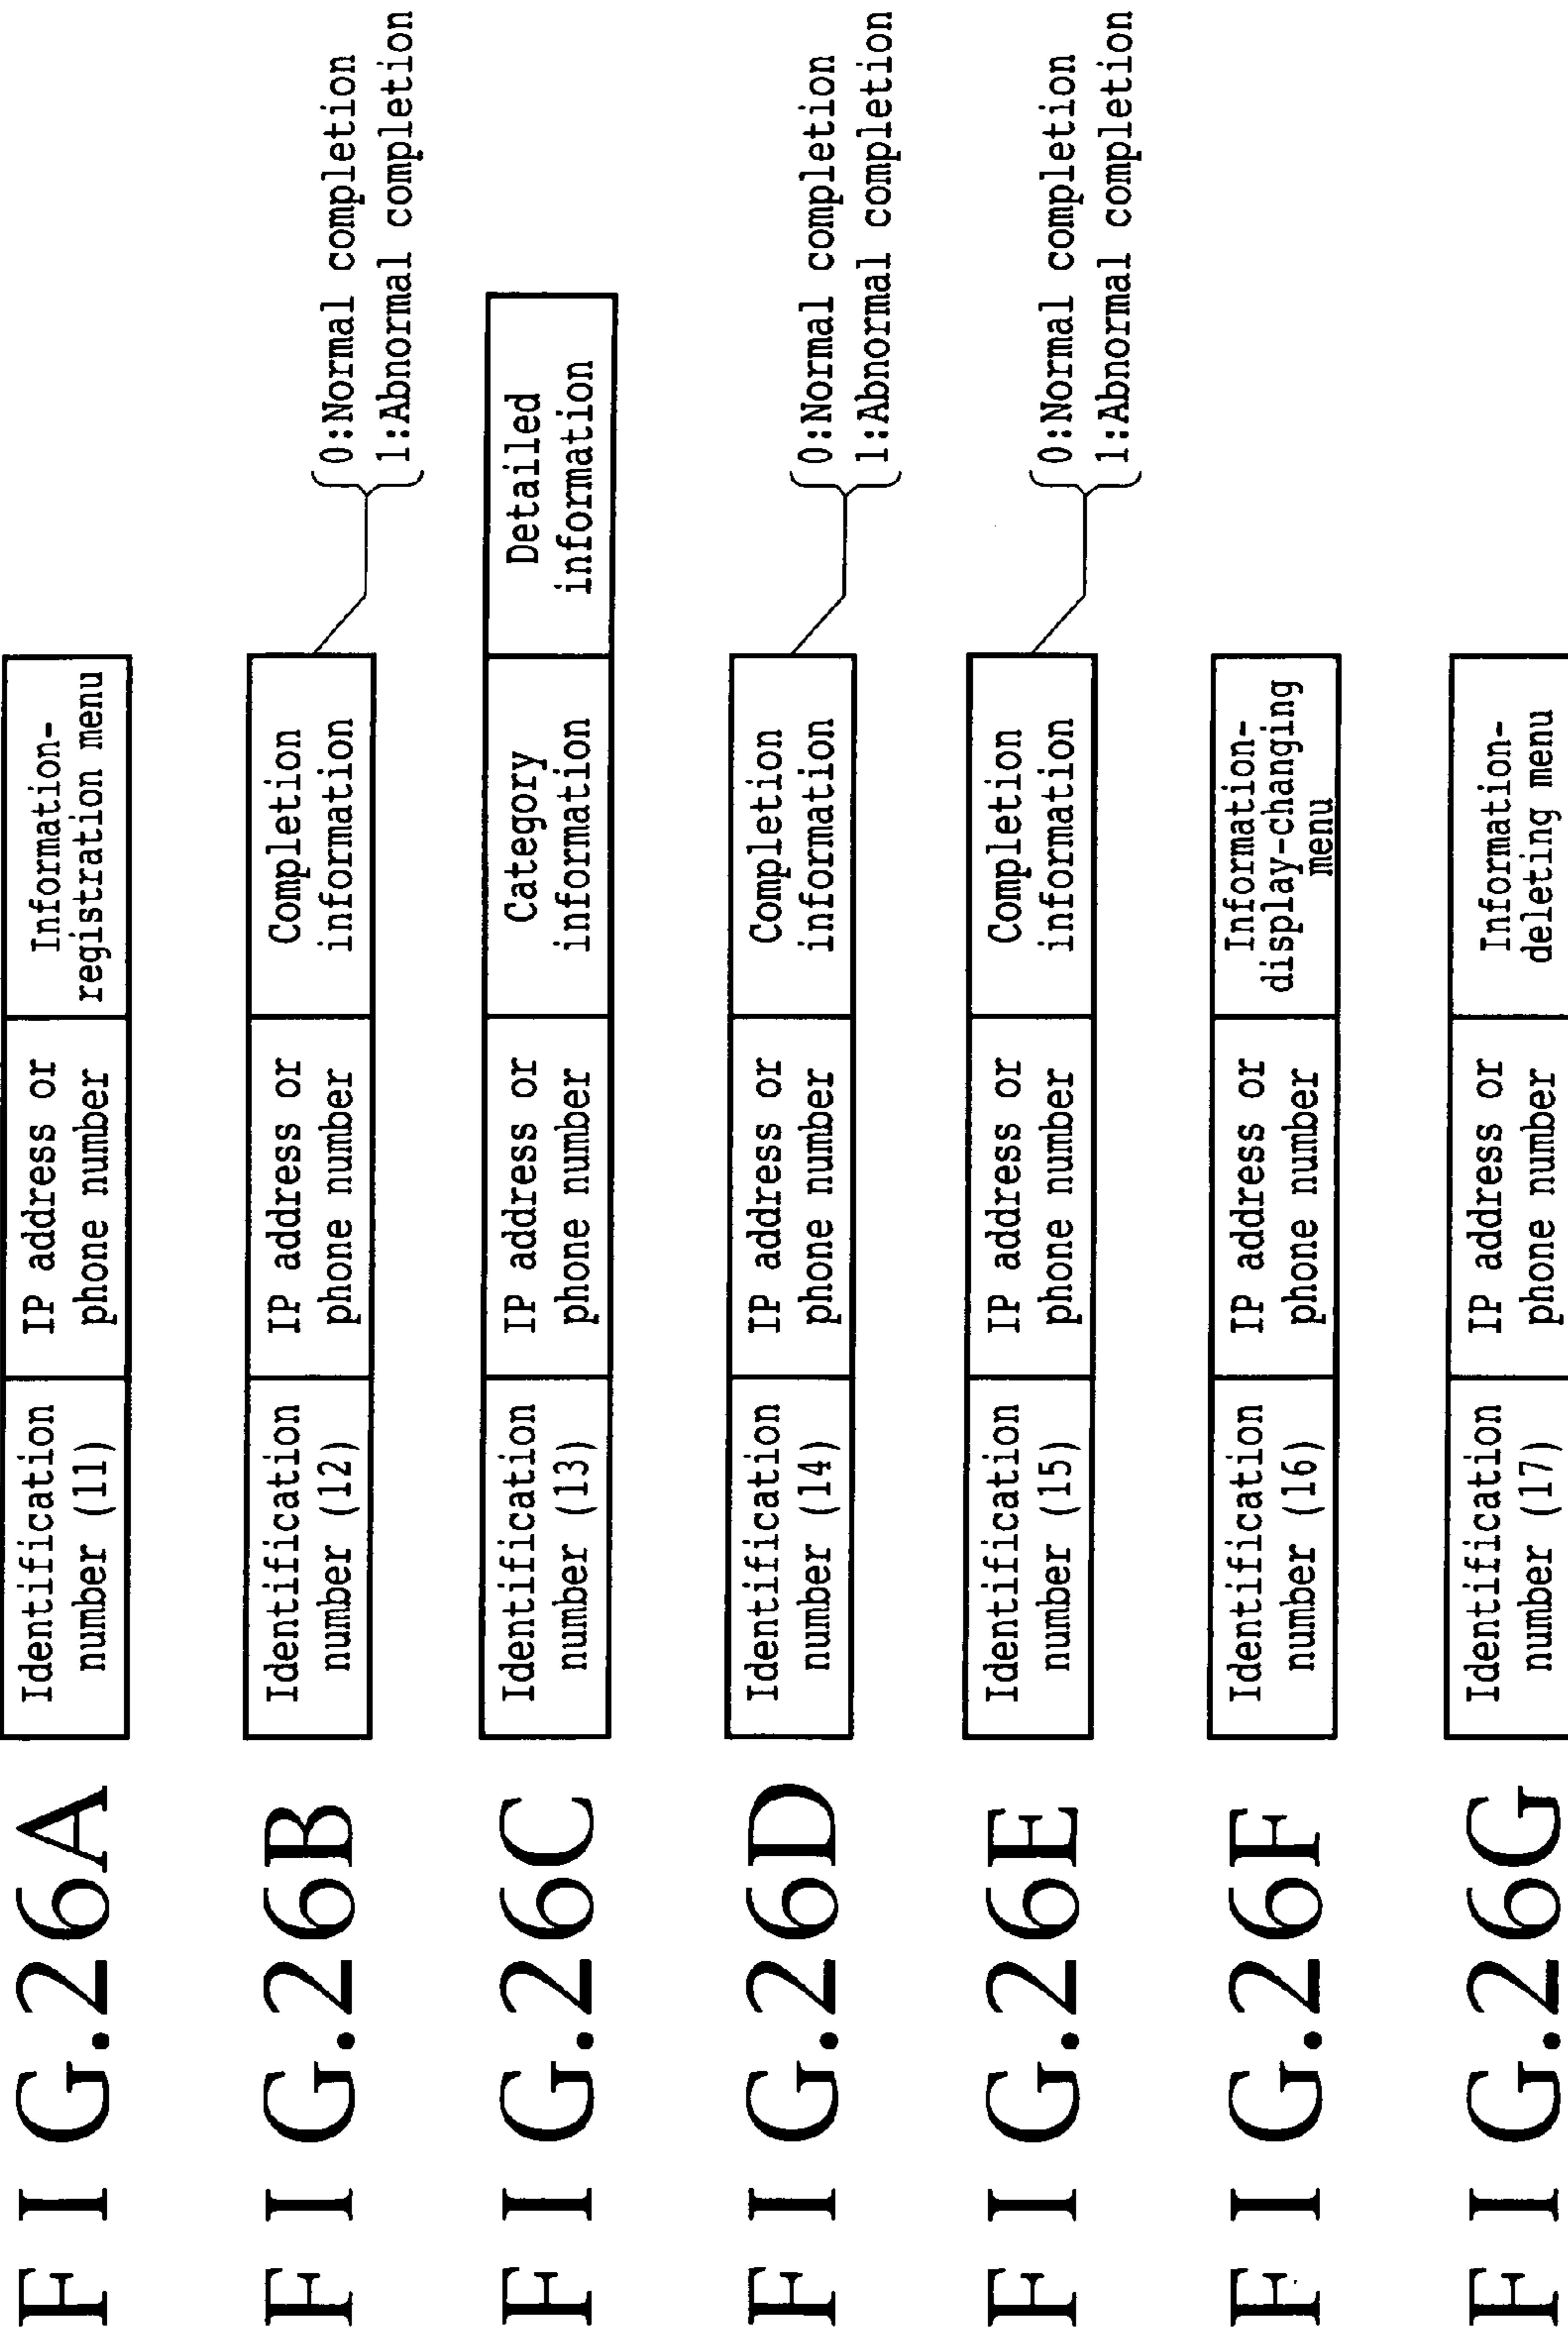 FIG.26A
Identification
number (11)
IP address or
phone number
Information-
registration menu
FIG.26B
Identification
number (12)
IP address or
phone number
Completion
information
0:Normal completion
1:Abnormal completion
FIG.26C
Identification
number (13)
IP address or
phone number
Category
information
Detailed
information
FIG.26D
Identification
number (14)
IP address or
phone number
Completion
information
0:Normal completion
1:Abnormal completion
FIG.26E
Identification
number (15)
IP address or
phone number
Completion
information
0:Normal completion
1:Abnormal completion
FIG.26F
Identification
number (16)
IP address or
phone number
Information-
display-changing
menu
FIG.26G
Identification
number (17)
IP address or
phone number
Information-
deleting menu